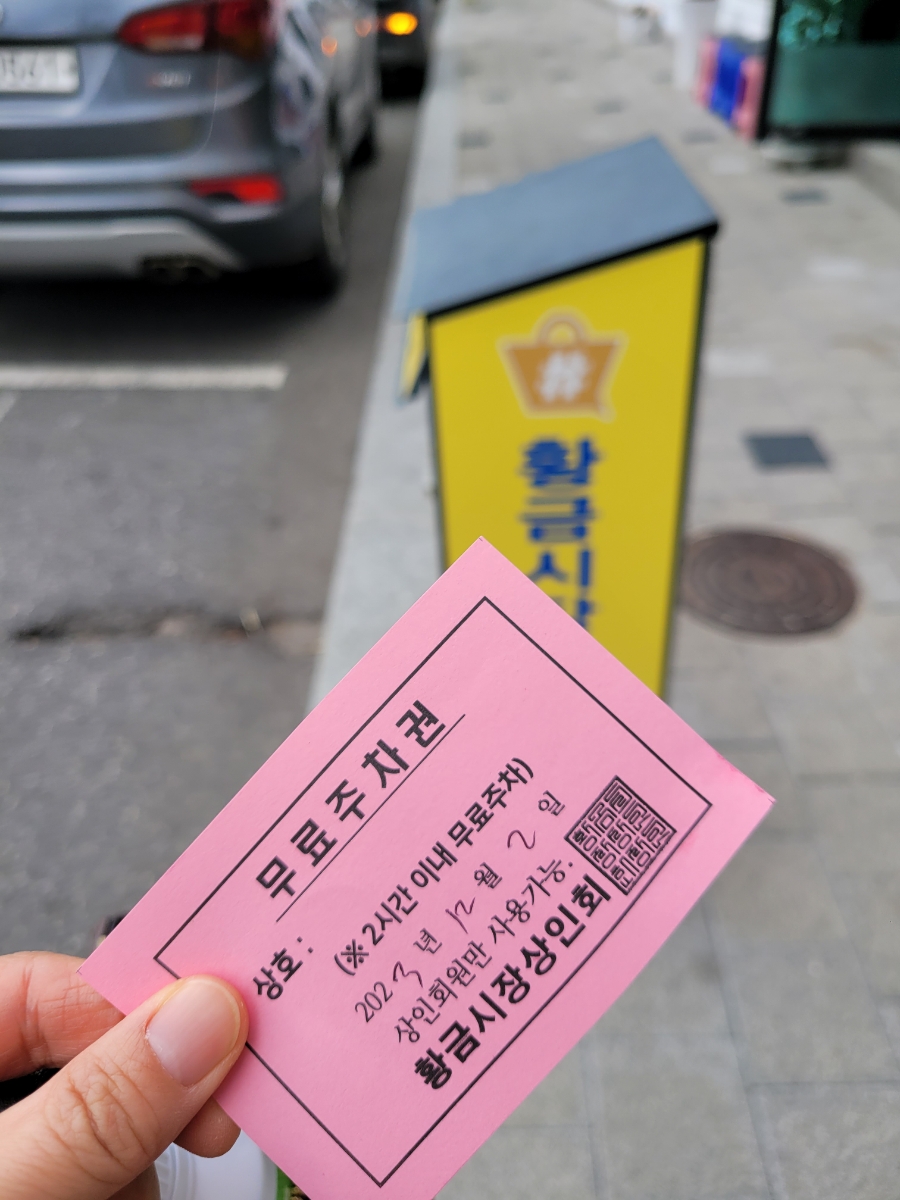 황금시장
무료주차권
상호 :
(※ 2시간 이내 무료주차)
2023 년 12 월 2 일
상인회원만 사용가능.
황금시장상인회